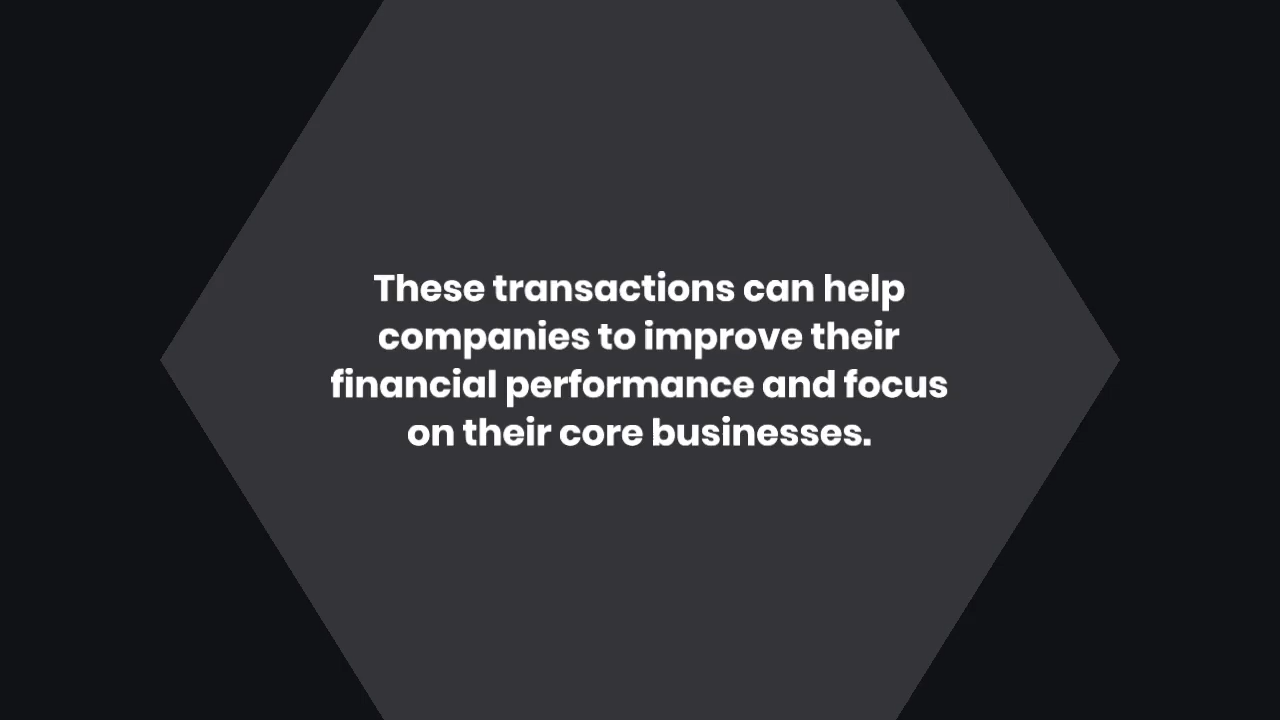 These transactions can help
companies to improve their
financial performance and focus
on their core businesses.